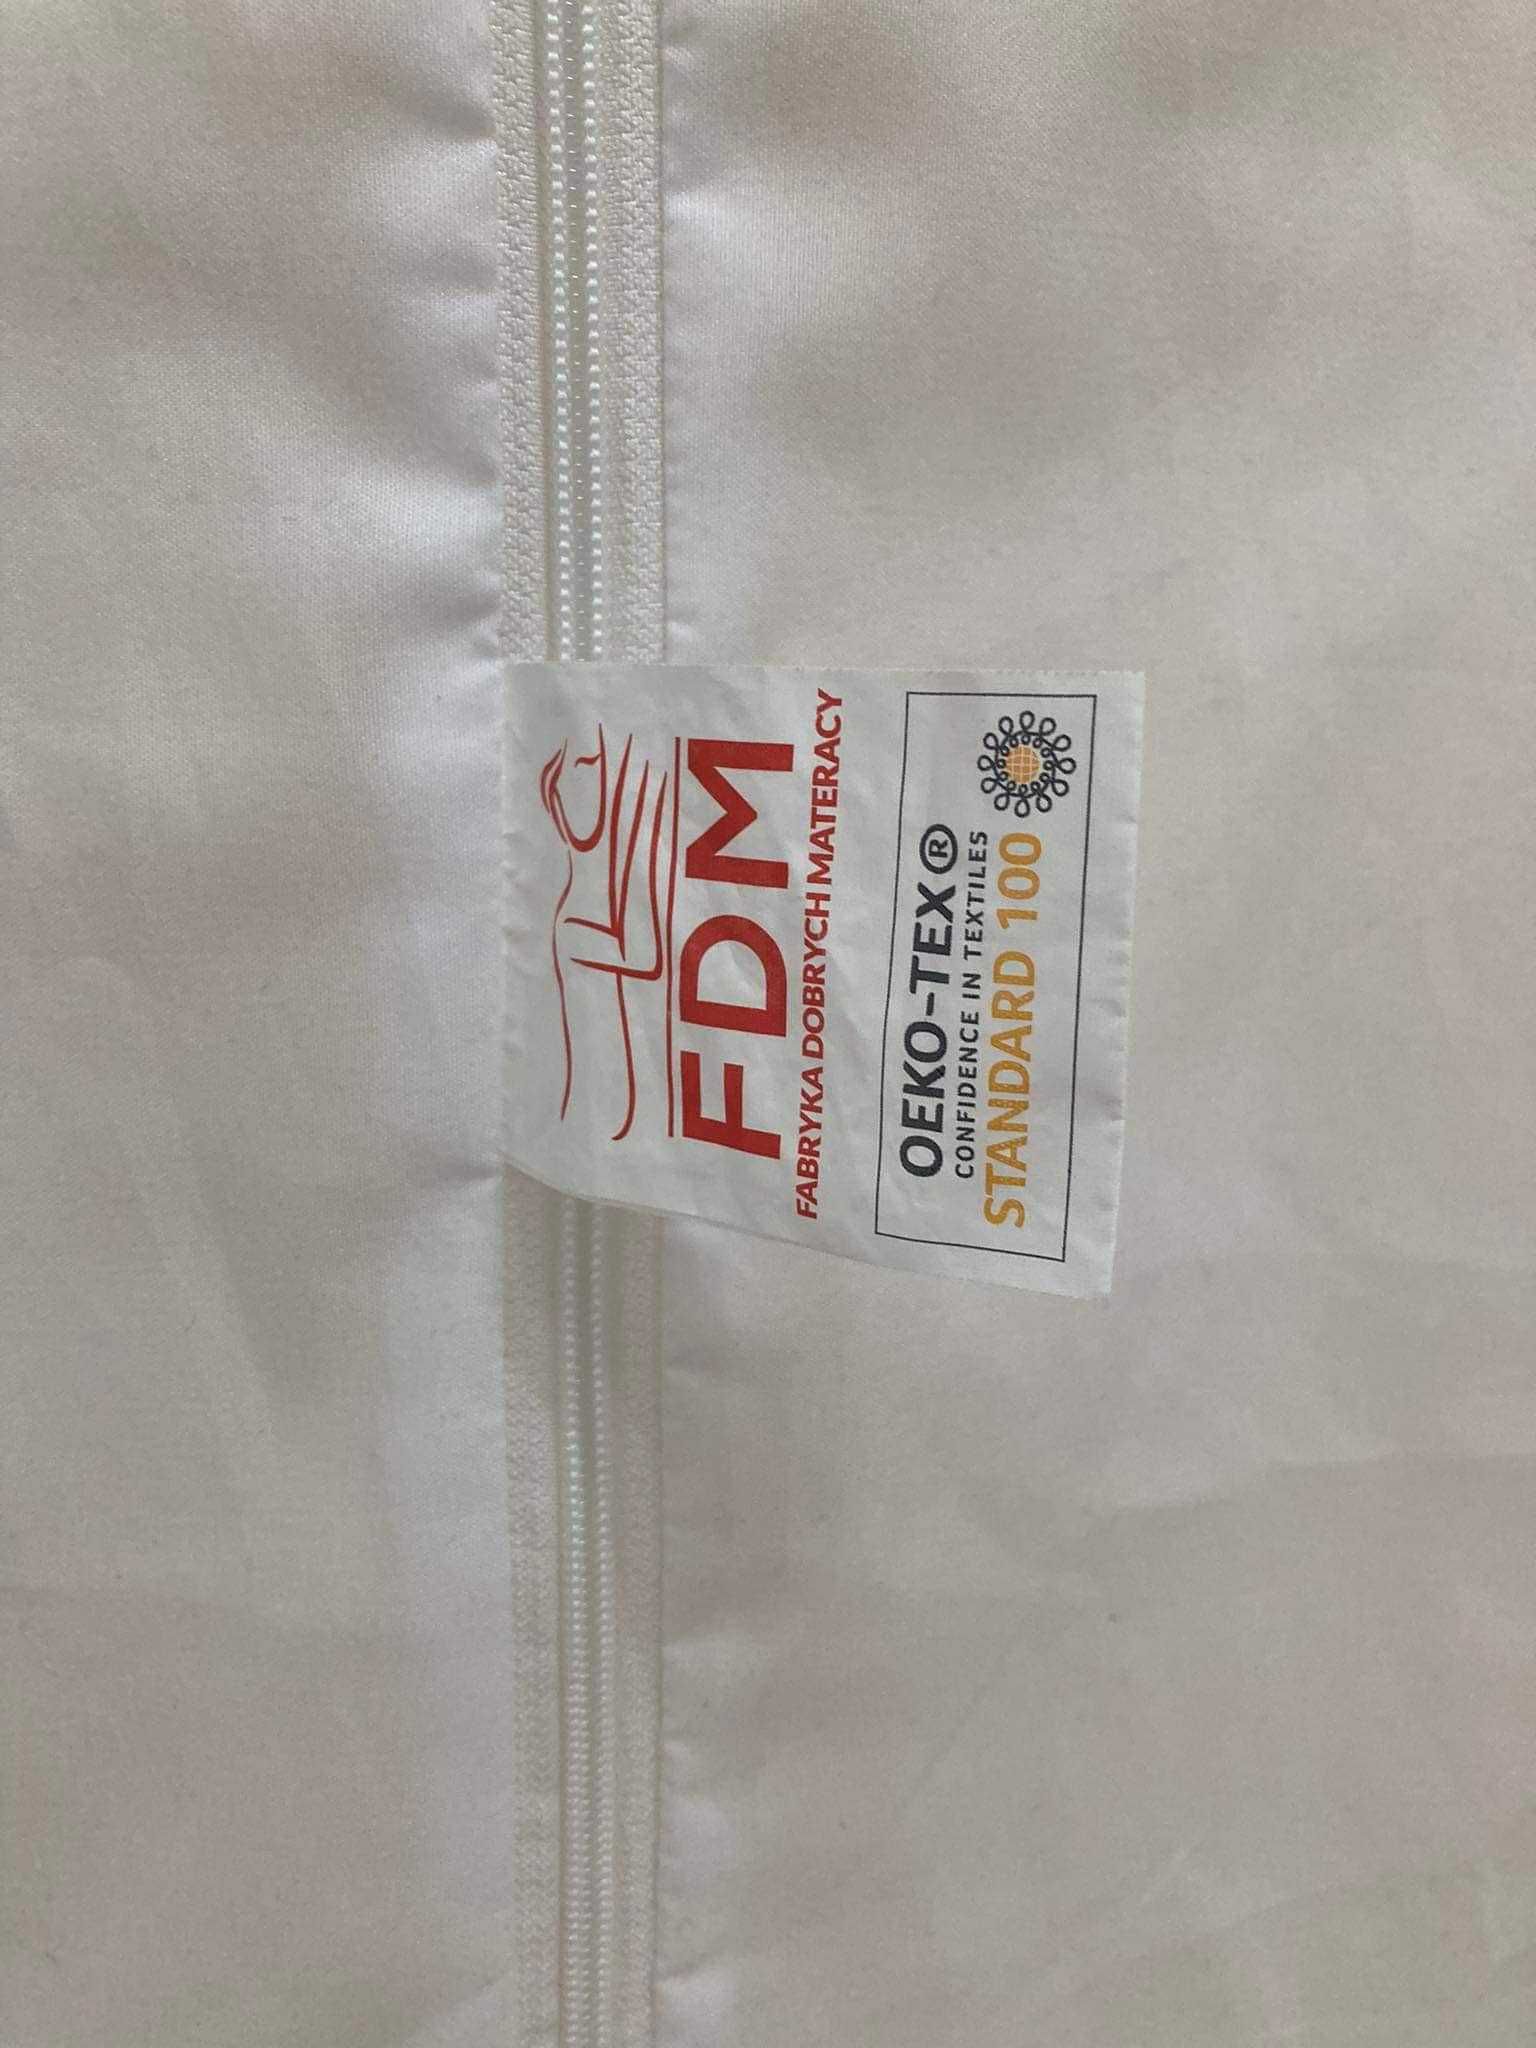 FDM
FABRYKA DOBRYCH MATERACY
OEKO-TEX®
CONFIDENCE IN TEXTILES
STANDARD 100